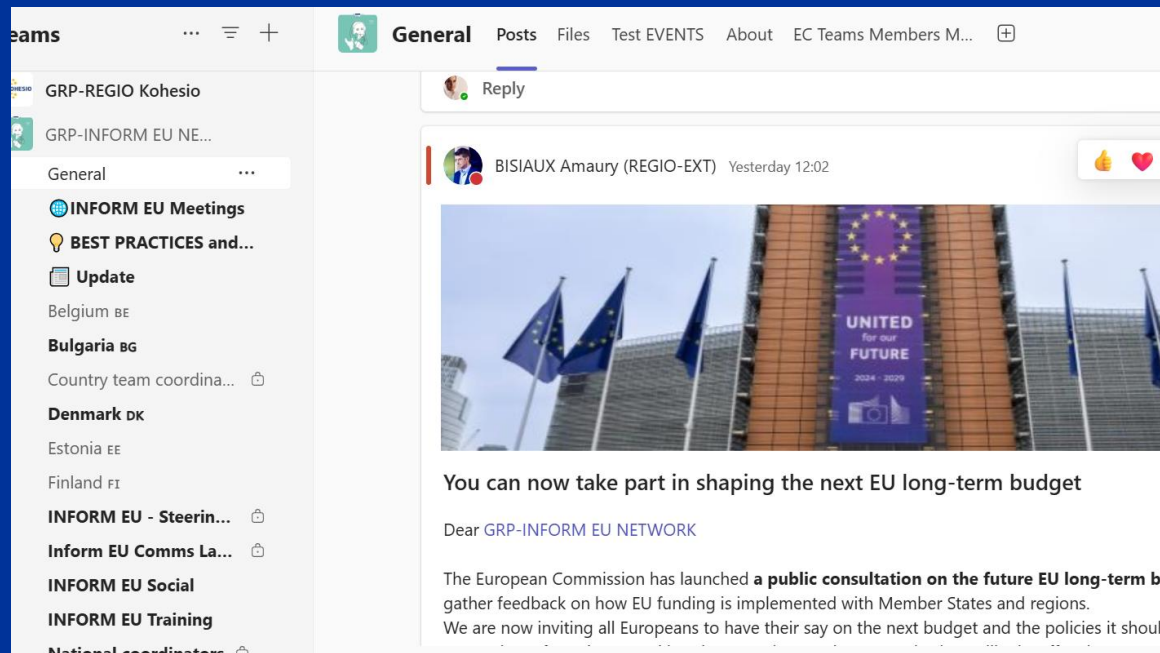 eams ...
General Posts Files Test EVENTS About EC Teams Members M...
GRP-REGIO Kohesio
GRP-INFORM EU NE...
General ...
INFORM EU Meetings
BEST PRACTICES and...
Update
Belgium BE
Bulgaria BG
Country team coordina...
Denmark DK
Estonia EE
Finland FI
INFORM EU - Steerin...
Inform EU Comms La...
INFORM EU Social
INFORM EU Training
National coordinators
Reply
BISIAUX Amaury (REGIO-EXT) Yesterday 12:02
UNITED
for our
FUTURE
2024 - 2029
You can now take part in shaping the next EU long-term budget
Dear GRP-INFORM EU NETWORK
The European Commission has launched a public consultation on the future EU long-term b
gather feedback on how EU funding is implemented with Member States and regions.
We are now inviting all Europeans to have their say on the next budget and the policies it shoul